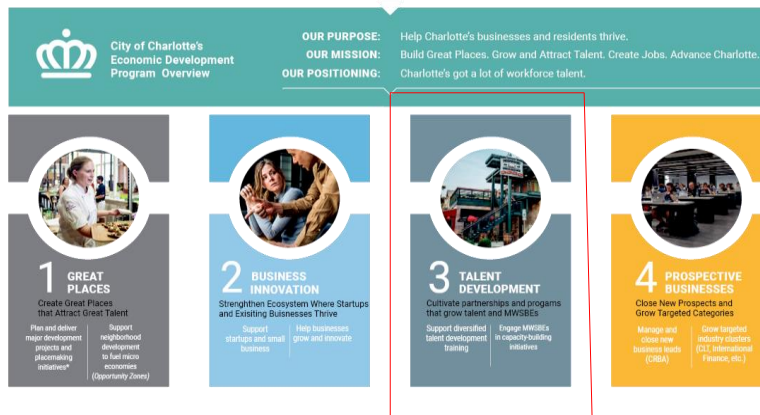 City of Charlotte's
Economic Development
Program Overview
OUR PURPOSE: Help Charlotte's businesses and residents thrive.
OUR MISSION: Build Great Places. Grow and Attract Talent. Create Jobs. Advance Charlotte.
OUR POSITIONING: Charlotte's got a lot of workforce talent.
1 GREAT
PLACES
Create Great Places
that Attract Great Talent
Plan and deliver
major development
projects and
placemaking
initiatives*
Support
neighborhood
development
to fuel micro
economies
(Opportunity Zones)
2 BUSINESS
INNOVATION
Strenghten Ecosystem Where Startups
and Exisiting Buisnesses Thrive
Support
startups and small
business
Help businesses
grow and innovate
3 TALENT
DEVELOPMENT
Cultivate partnerships and progams
that grow talent and MWSBEs
Support diversified
talent development
training
Engage MWSBEs
in capacity-building
initiatives
4 PROSPECTIVE
BUSINESSES
Close New Prospects and
Grow Targeted Categories
Manage and
close new
business leads
(CRBA)
Grow targeted
industry clusters
(CLT, International
Finance, etc.)